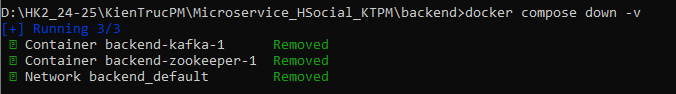 D:\HK2_24-25\KienTrucPM\Microservice_HSocial_KTPM\backend>docker compose down -v
[+] Running 3/3
Container backend-kafka-1 Removed
Container backend-zookeeper-1 Removed
Network backend_default Removed